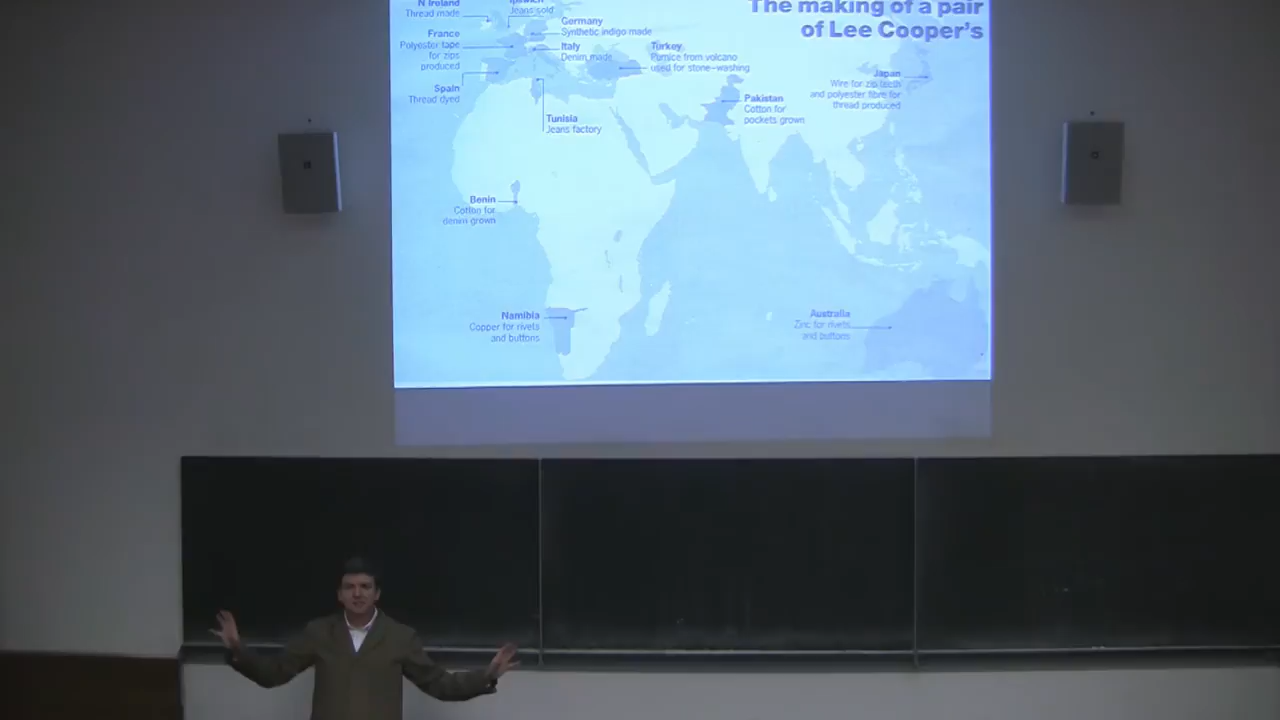 The making of a pair
of Lee Cooper's
N Ireland
Thread made
Ipswich
Jeans sold
Germany
Synthetic indigo made
France
Polyester tape
for zips
produced
Italy
Denim made
Turkey
Pumice from volcano
used for stone-washing
Japan
Wire for zip teeth
and polyester fibre for
thread produced
Spain
Thread dyed
Pakistan
Cotton for
pockets grown
Tunisia
Jeans factory
Benin
Cotton for
denim grown
Namibia
Copper for rivets
and buttons
Australia
Zinc for rivets
and buttons